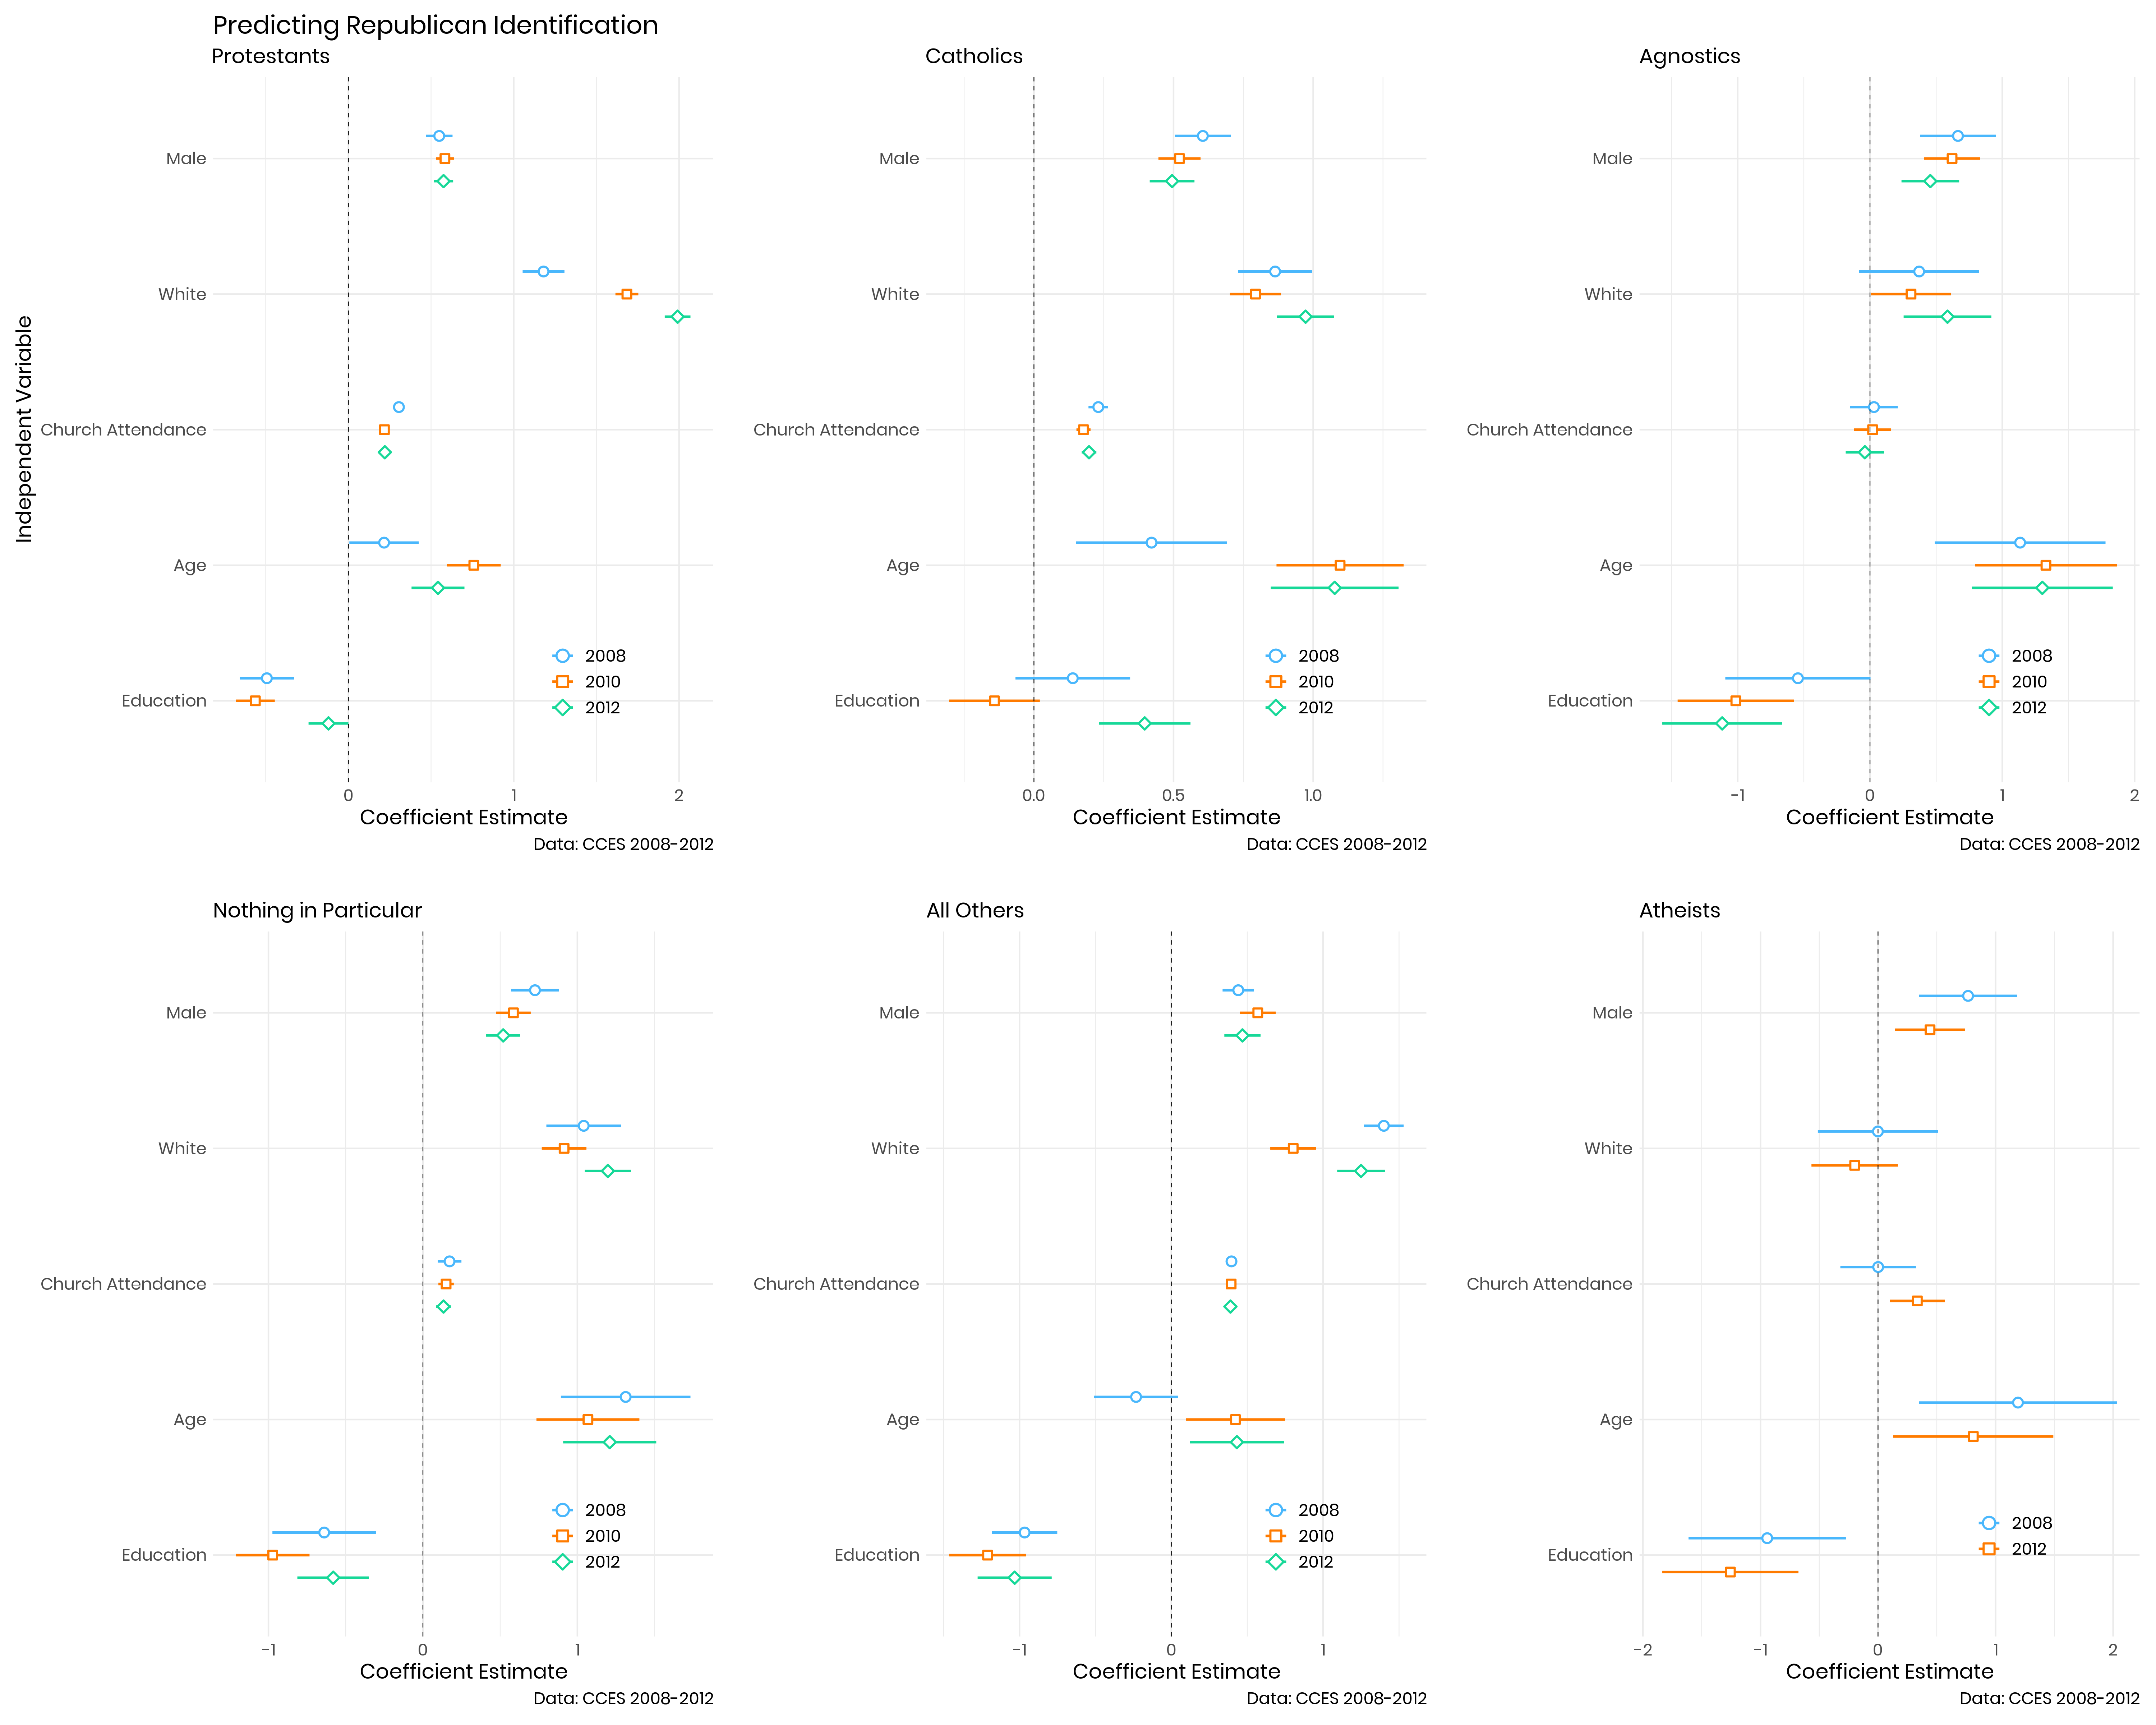 Predicting Republican Identification
Protestants
Independent Variable
Male
White
Church Attendance
Age
Education
2008
2010
2012
0 1 2
Coefficient Estimate
Data: CCES 2008-2012
Catholics
Male
White
Church Attendance
Age
Education
2008
2010
2012
0.0 0.5 1.0
Coefficient Estimate
Data: CCES 2008-2012
Agnostics
Male
White
Church Attendance
Age
Education
2008
2010
2012
-1 0 1 2
Coefficient Estimate
Data: CCES 2008-2012
Nothing in Particular
Male
White
Church Attendance
Age
Education
2008
2010
2012
-1 0 1
Coefficient Estimate
Data: CCES 2008-2012
All Others
Male
White
Church Attendance
Age
Education
2008
2010
2012
-1 0 1
Coefficient Estimate
Data: CCES 2008-2012
Atheists
Male
White
Church Attendance
Age
Education
2008
2012
-2 -1 0 1 2
Coefficient Estimate
Data: CCES 2008-2012